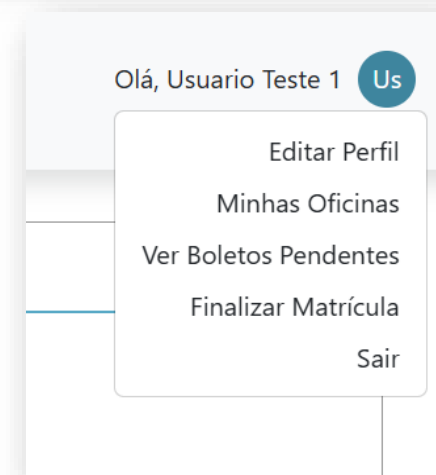 Olá, Usuario Teste 1 Us
Editar Perfil
Minhas Oficinas
Ver Boletos Pendentes
Finalizar Matrícula
Sair